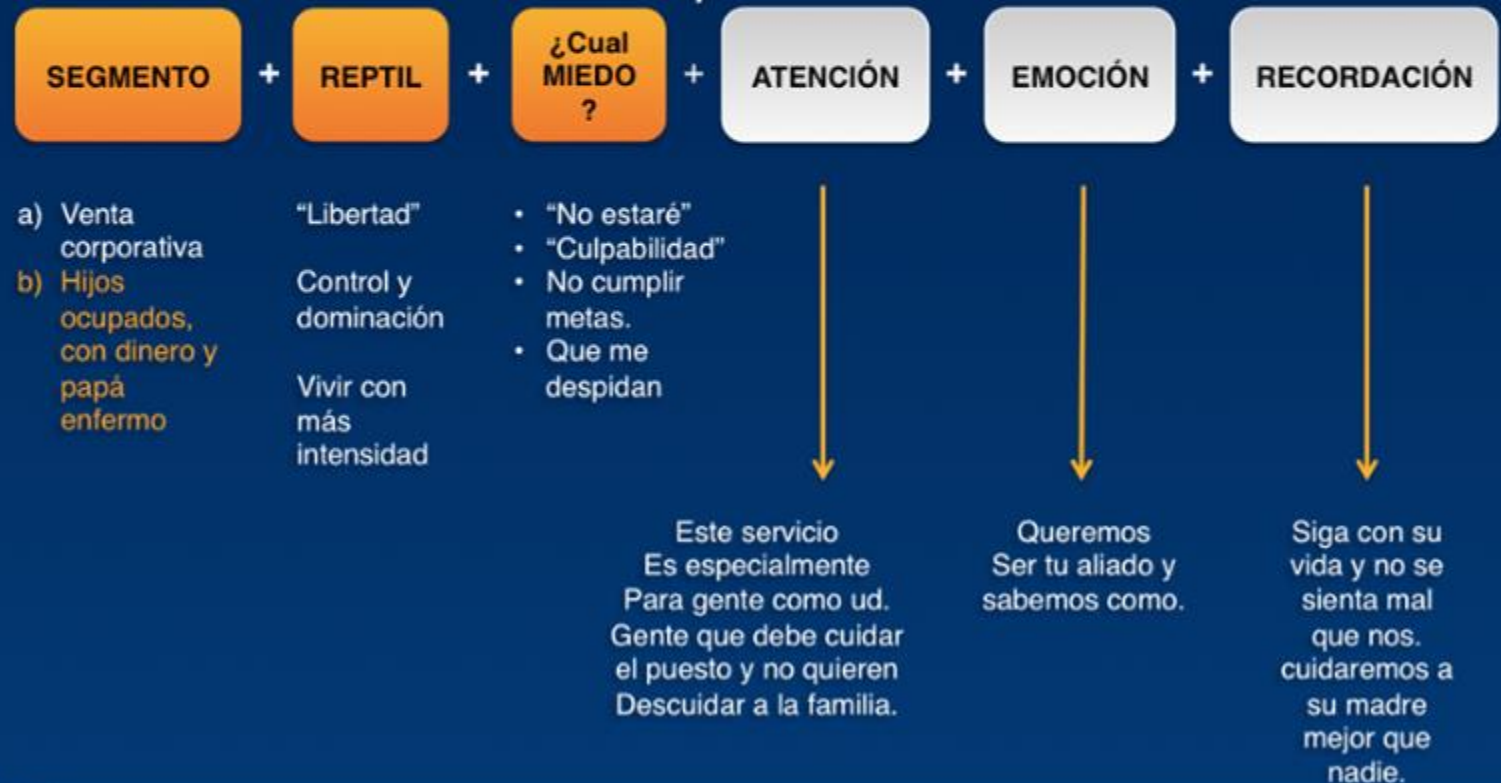 SEGMENTO
+
REPTIL
+
¿Cual
MIEDO
?
+
ATENCIÓN
+
EMOCIÓN
+
RECORDACIÓN
a) Venta
corporativa
b) Hijos
ocupados,
con dinero y
papá
enfermo
“Libertad”
Control y
dominación
Vivir con
más
intensidad
• “No estaré”
• “Culpabilidad”
• No cumplir
metas.
• Que me
despidan
Este servicio
Es especialmente
Para gente como ud.
Gente que debe cuidar
el puesto y no quieren
Descuidar a la familia.
Queremos
Ser tu aliado y
sabemos como.
Siga con su
vida y no se
sienta mal
que nos.
cuidaremos a
su madre
mejor que
nadie.